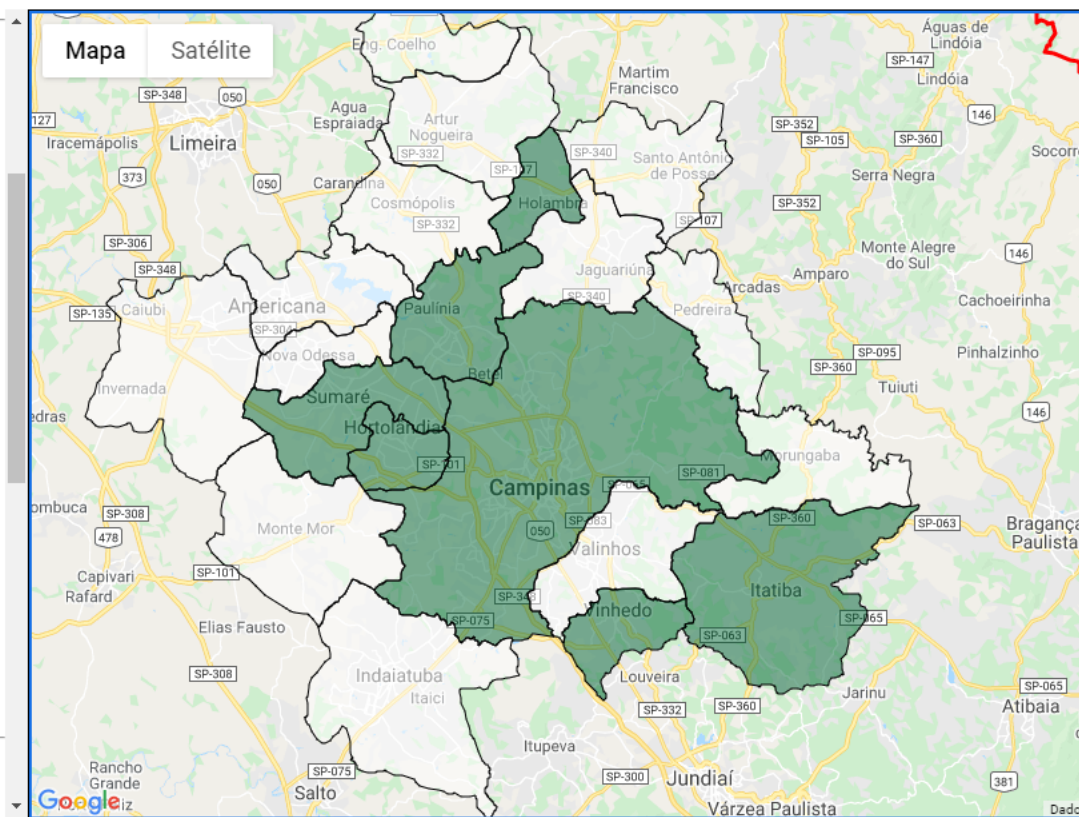 Mapa
Satélite
Eng. Coelho
Águas de
Lindóia
SP-147
Lindóia
Martim
Francisco
SP-348
050
127
Iracemápolis
Limeira
Agua
Espraiada
Artur
Nogueira
SP-332
SP-107
SP-340
Santo Antônio
de Posse
SP-352
SP-105
SP-360
146
Socorro
373
050
Carandina
Cosmópolis
SP-332
Holambra
Serra Negra
SP-352
SP-107
SP-306
SP-348
Jaguariúna
SP-340
Monte Alegre
do Sul
146
Amparo
Arcadas
Caiubi
SP-135
Americana
SP-304
Paulínia
Pedreira
Cachoeirinha
SP-095
Pinhalzinho
SP-360
Nova Odessa
Betel
Tuiuti
Invernada
Sumaré
146
edras
Hortolândia
SP-101
SP-081
Morungaba
Campinas
SP-065
ombuca
SP-308
Monte Mor
050
SP-083
SP-360
SP-063
Bragança
Paulista
478
Valinhos
Capivari
Rafard
SP-101
Itatiba
SP-348
Vinhedo
SP-075
SP-063
SP-065
Elias Fausto
SP-308
Indaiatuba
Itaici
Louveira
Jarinu
SP-065
Atibaia
SP-332
SP-360
Itupeva
SP-075
SP-300
Rancho
Grande
Salto
Jundiaí
381
Google
iz
Várzea Paulista
Dado